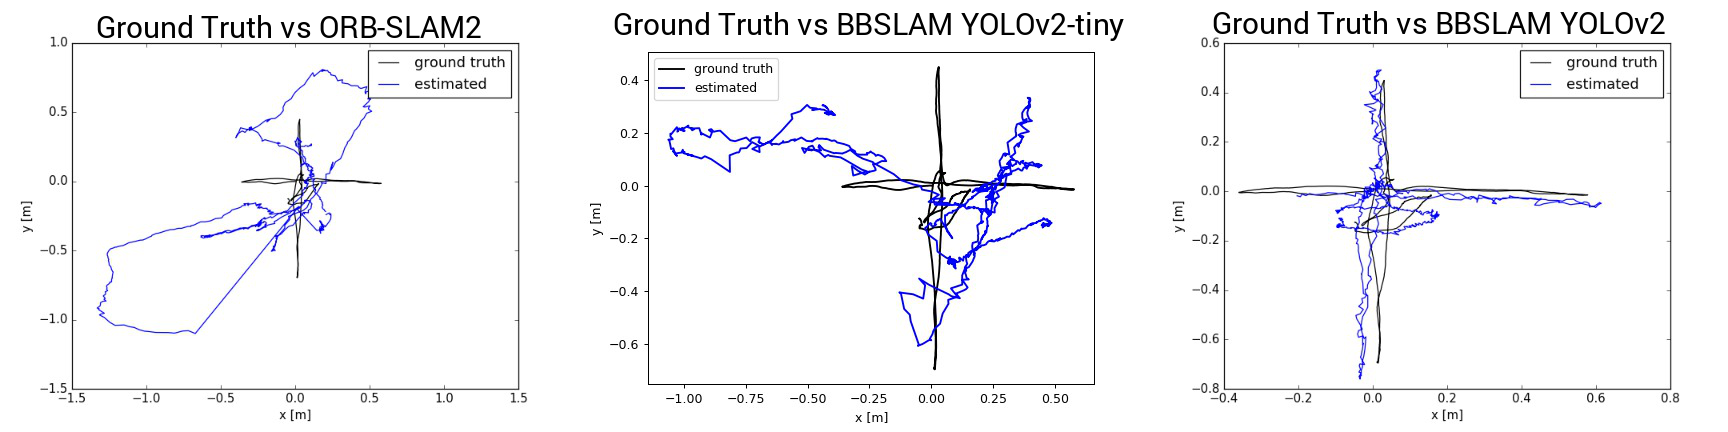 Ground Truth vs ORB-SLAM2
1.0
0.5
0.0
−0.5
−1.0
−1.5
−1.5
−1.0
−0.5
0.0
0.5
1.0
1.5
x [m]
y [m]
ground truth
estimated
Ground Truth vs BBSLAM YOLOv2-tiny
0.4
0.2
0.0
−0.2
−0.4
−0.6
−1.00
−0.75
−0.50
−0.25
0.00
0.25
0.50
x [m]
y [m]
ground truth
estimated
Ground Truth vs BBSLAM YOLOv2
0.6
0.4
0.2
0.0
−0.2
−0.4
−0.6
−0.8
−0.4
−0.2
0.0
0.2
0.4
0.6
0.8
x [m]
y [m]
ground truth
estimated